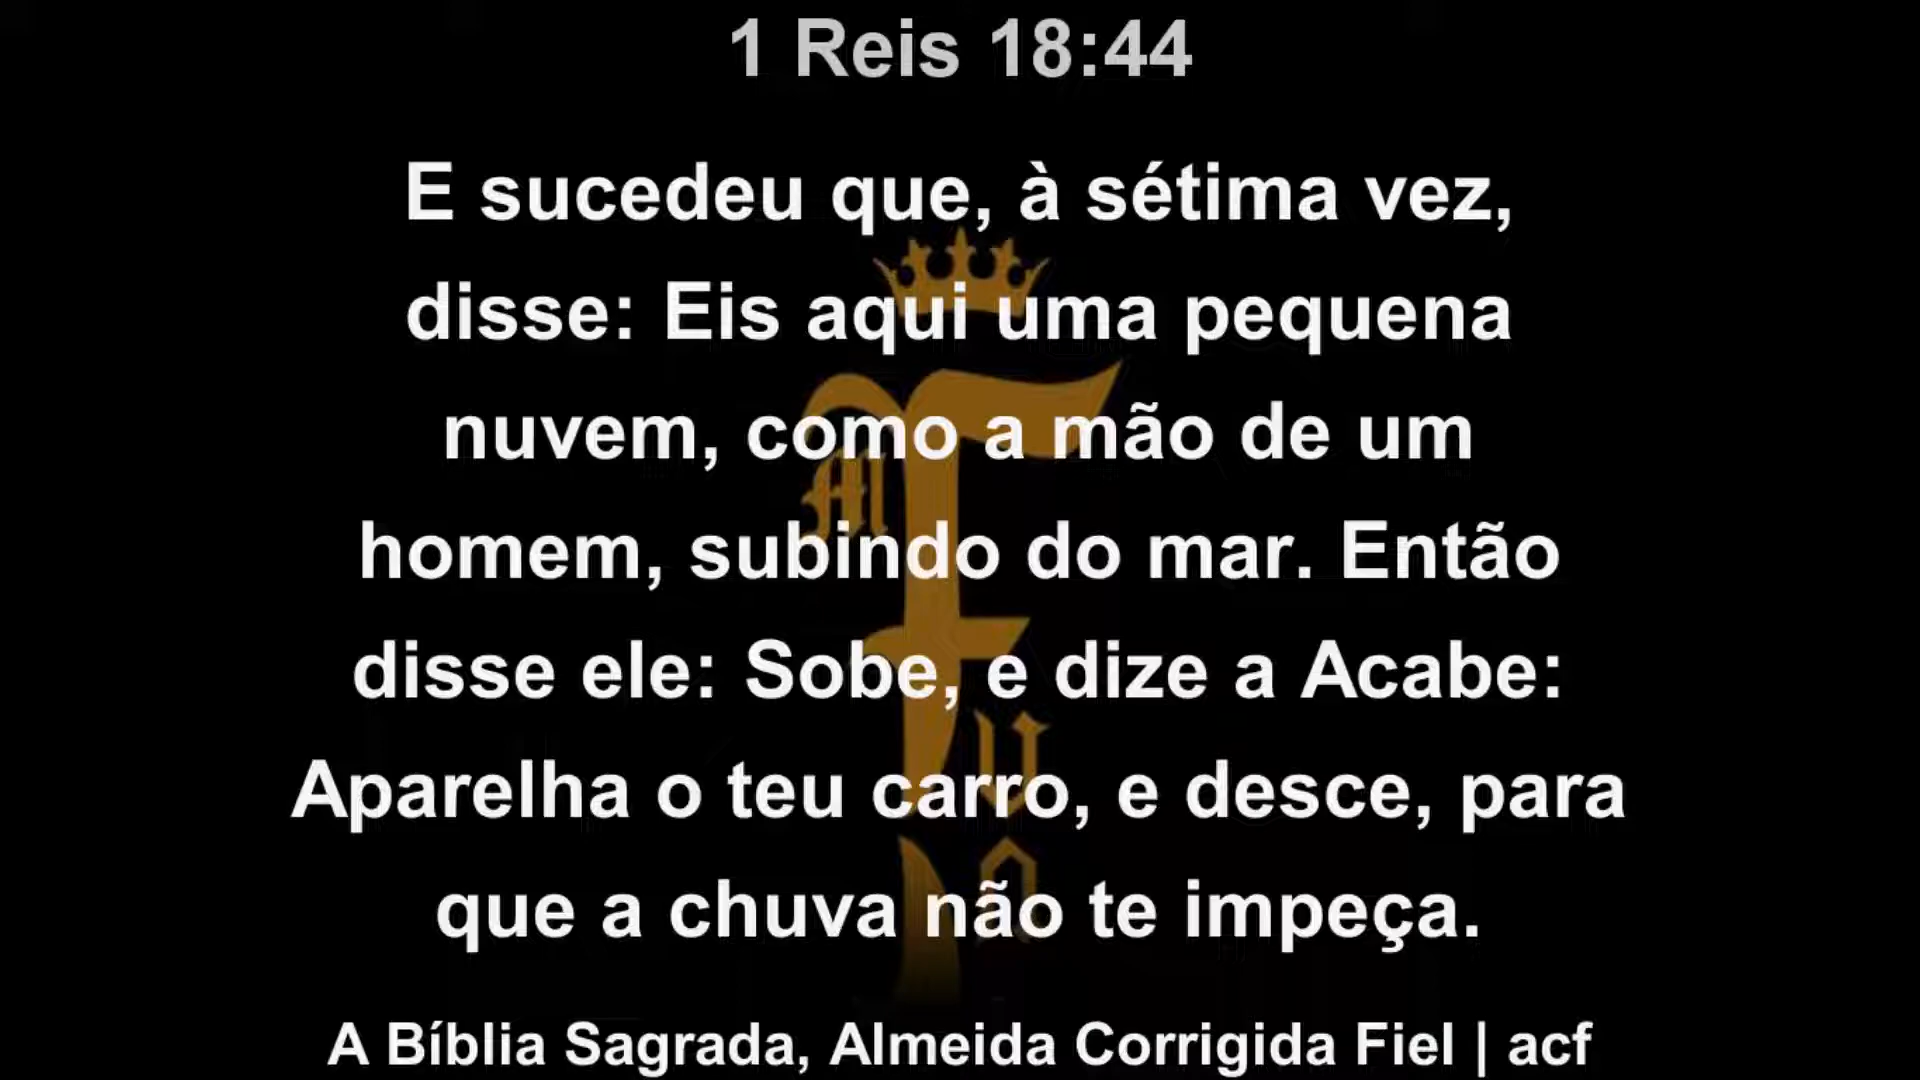 1 Reis 18:44
E sucedeu que, à sétima vez,
disse: Eis aqui uma pequena
nuvem, como a mão de um
homem, subindo do mar. Então
disse ele: Sobe, e dize a Acabe:
Aparelha o teu carro, e desce, para
que a chuva não te impeça.
A Bíblia Sagrada, Almeida Corrigida Fiel | acf